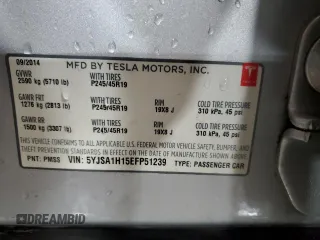 09/2014
MFD BY TESLA MOTORS, INC.
GVWR
2590 kg (5710 lb)
WITH TIRES
P245/45R19
GAWR FRT
1276 kg (2813 lb)
WITH TIRES
P245/45R19
RIM
19X8 J
COLD TIRE PRESSURE
310 kPa, 45 psi
GAWR RR
1500 kg (3307 lb)
WITH TIRES
P245/45R19
RIM
19X8 J
COLD TIRE PRESSURE
310 kPa, 45 psi
THIS VEHICLE CONFORMS TO ALL APPLICABLE U.S. FEDERAL MOTOR VEHICLE SAFETY, BUMPER, AND
THEFT PREVENTION STANDARDS IN EFFECT ON THE DATE OF MANUFACTURE SHOWN ABOVE.
PNT: PMSS VIN: 5YJSA1H15EFP51239 TYPE: PASSENGER CAR
DREAMBID